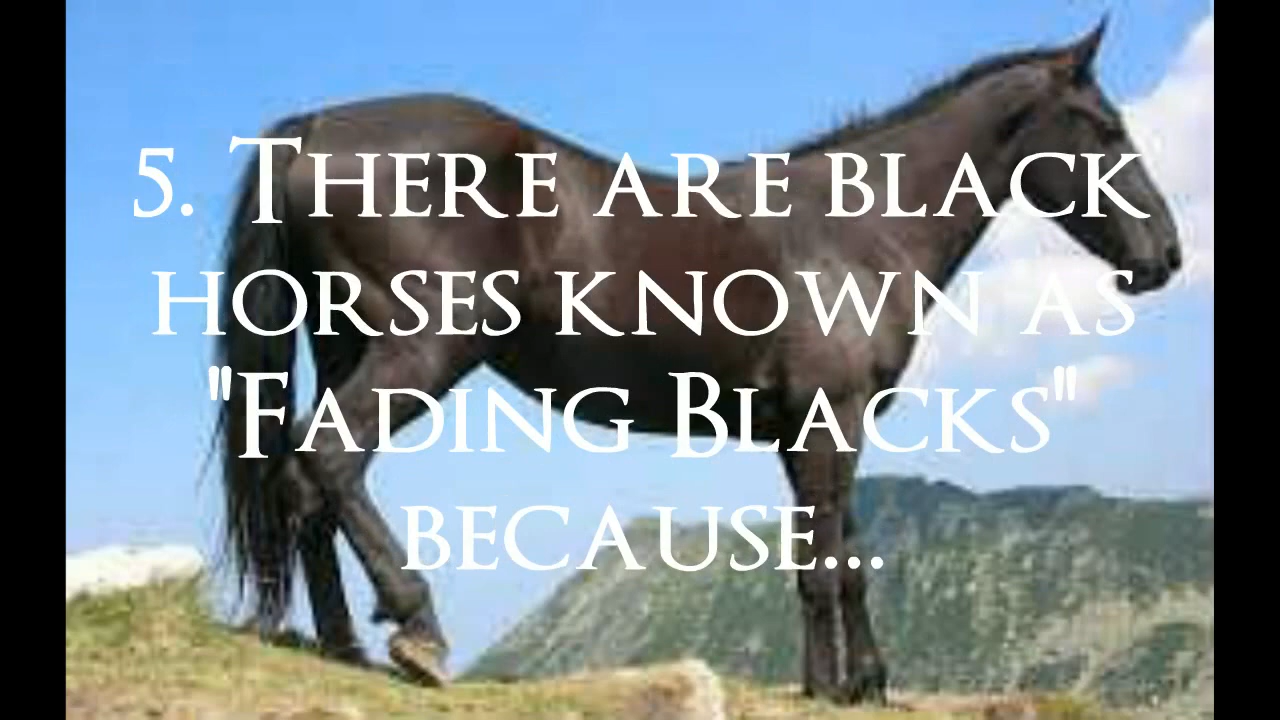 5. There are black
horses known as
"Fading Blacks"
because...